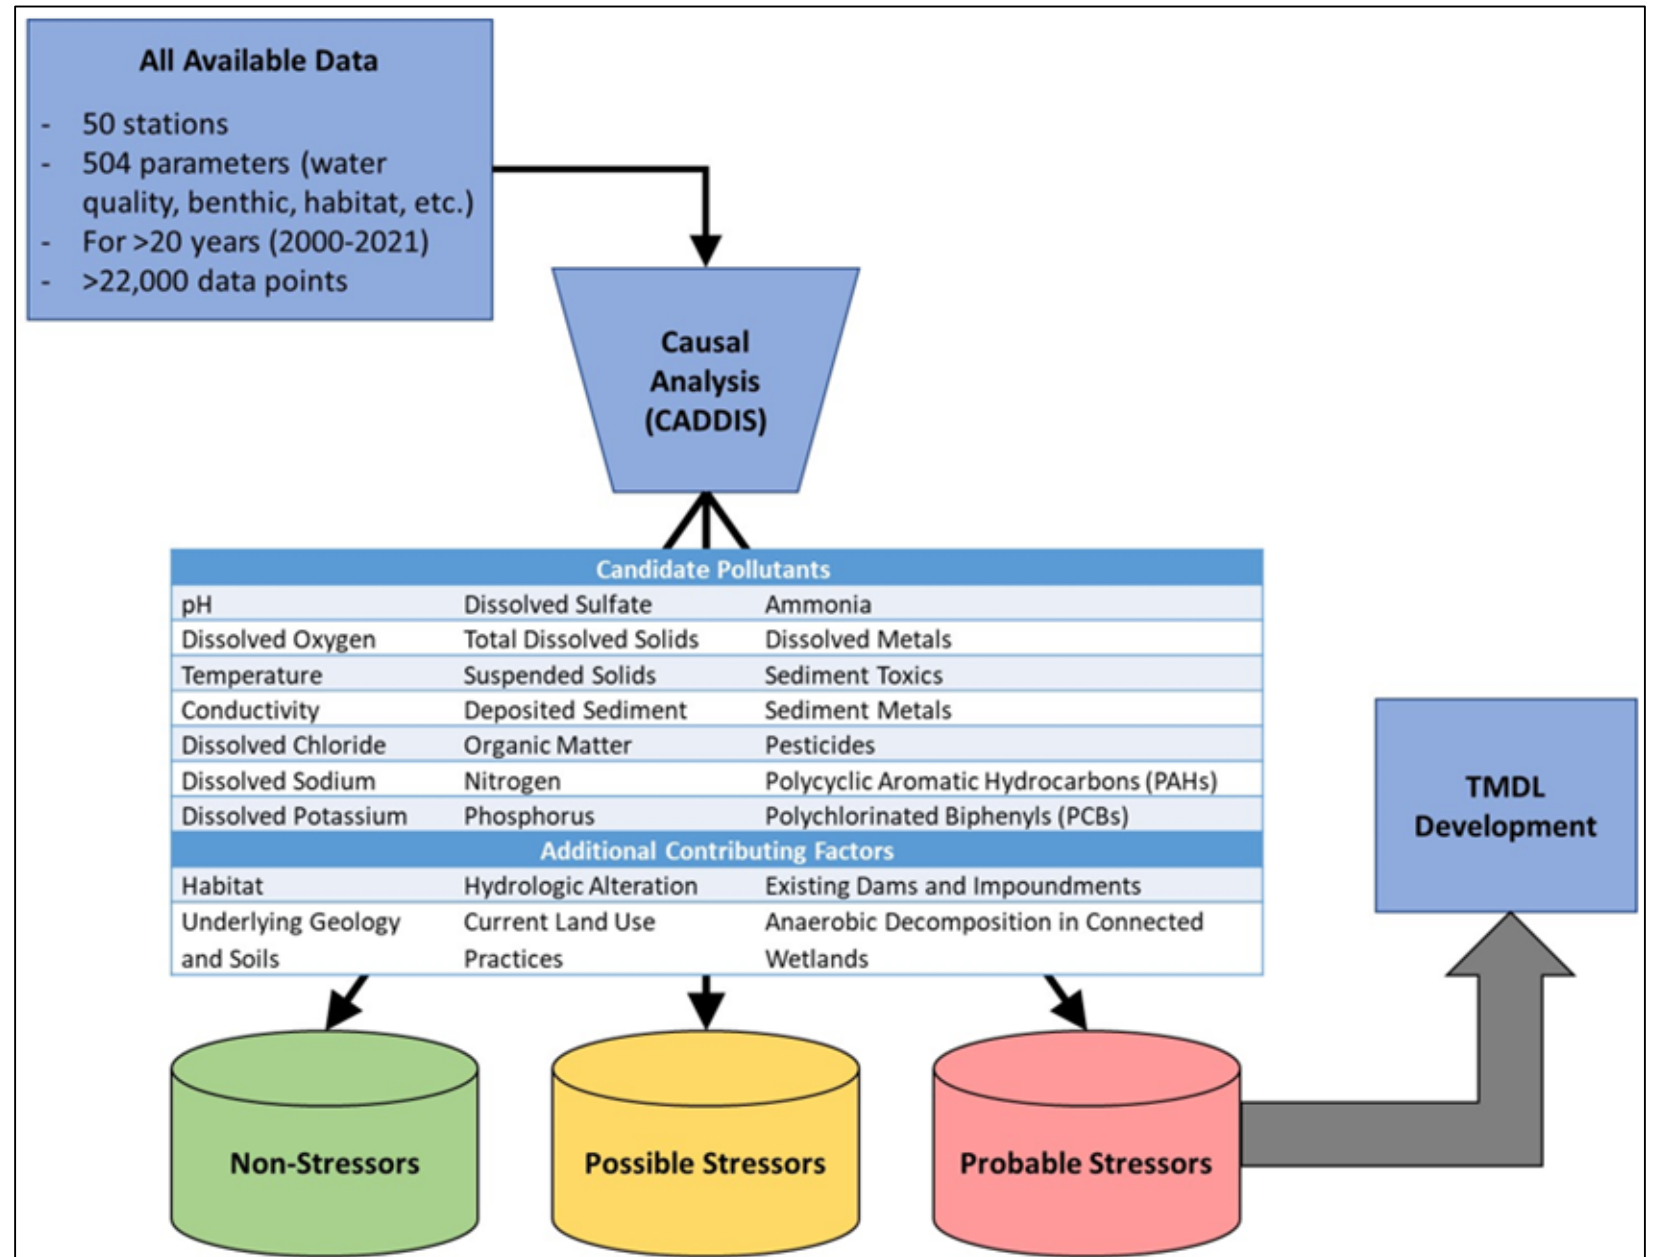 All Available Data
- 50 stations
- 504 parameters (water
quality, benthic, habitat, etc.)
- For >20 years (2000-2021)
- >22,000 data points
Causal
Analysis
(CADDIS)
Candidate Pollutants
pH Dissolved Sulfate Ammonia
Dissolved Oxygen Total Dissolved Solids Dissolved Metals
Temperature Suspended Solids Sediment Toxics
Conductivity Deposited Sediment Sediment Metals
Dissolved Chloride Organic Matter Pesticides
Dissolved Sodium Nitrogen Polycyclic Aromatic Hydrocarbons (PAHs)
Dissolved Potassium Phosphorus Polychlorinated Biphenyls (PCBs)
Additional Contributing Factors
Habitat Hydrologic Alteration Existing Dams and Impoundments
Underlying Geology Current Land Use Anaerobic Decomposition in Connected
and Soils Practices Wetlands
Non-Stressors
Possible Stressors
Probable Stressors
TMDL
Development